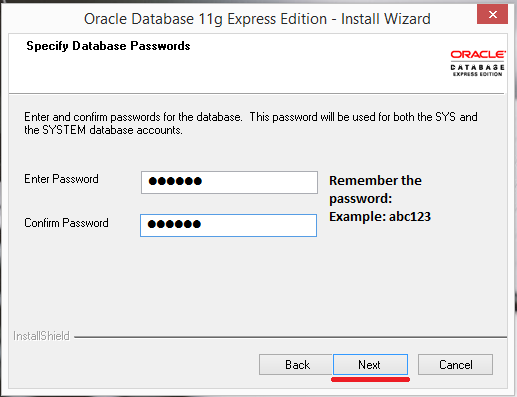 Oracle Database 11g Express Edition - Install Wizard
Specify Database Passwords
ORACLE
DATABASE
EXPRESS EDITION
Enter and confirm passwords for the database.  This password will be used for both the SYS and
the SYSTEM database accounts.
Enter Password ●●●●●●
Remember the
password:
Example: abc123
Confirm Password ●●●●●●
InstallShield
Back Next Cancel